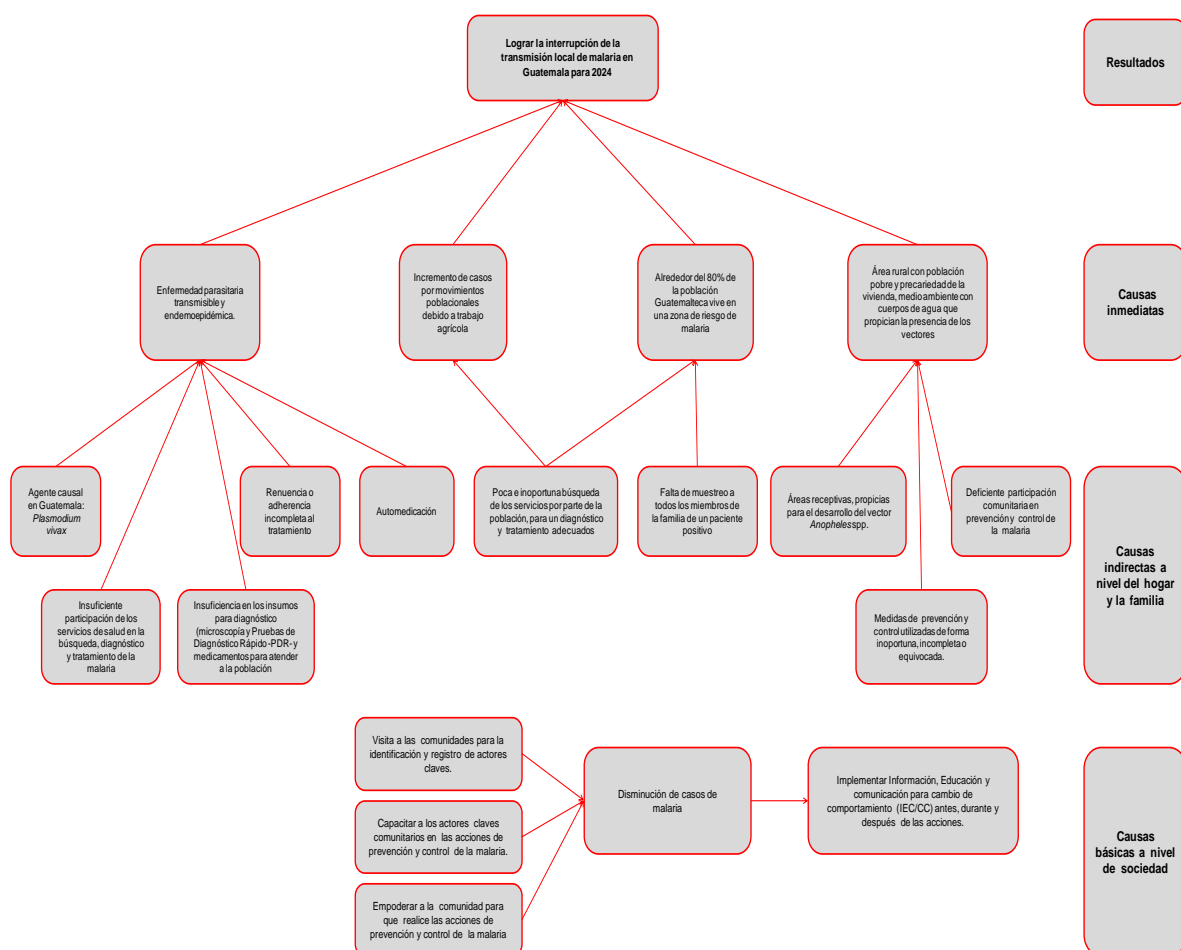 Lograr la interrupción de la
transmisión local de malaria en
Guatemala para 2024
Resultados
Enfermedad parasitaria
transmisible y
endemoepidémica.
Incremento de casos
por movimientos
poblacionales
debido a trabajo
agrícola
Alrededor del 80% de
la población
Guatemalteca vive en
una zona de riesgo de
malaria
Área rural con población
pobre y precariedad de la
vivienda, medio ambiente con
cuerpos de agua que
propician la presencia de los
vectores
Causas
inmediatas
Agente causal
en Guatemala:
Plasmodium
vivax
Renuencia o
adherencia
incompleta al
tratamiento
Automedicación
Poca e inoportuna búsqueda
de los servicios por parte de la
población, para un diagnóstico
y tratamiento adecuados
Falta de muestreo a
todos los miembros
de la familia de un paciente
positivo
Áreas receptivas, propicias
para el desarrollo del vector
Anopheles spp.
Deficiente participación
comunitaria en
prevención y control de
la malaria
Insuficiente
participación de los
servicios de salud en la
búsqueda, diagnóstico
y tratamiento de la
malaria
Insuficiencia en los insumos
para diagnóstico
(microscopía y Pruebas de
Diagnóstico Rápido -PDR- y
medicamentos para atender
a la población
Medidas de prevención y
control utilizadas de forma
inoportuna, incompleta o
equivocada.
Causas
indirectas a
nivel del hogar
y la familia
Visita a las comunidades para la
identificación y registro de actores
claves.
Capacitar a los actores claves
comunitarios en las acciones de
prevención y control de la malaria.
Empoderar a la comunidad para
que realice las acciones de
prevención y control de la malaria
Disminución de casos de
malaria
Implementar Información, Educación y
comunicación para cambio de
comportamiento (IEC/CC) antes, durante y
después de las acciones.
Causas
básicas a nivel
de sociedad